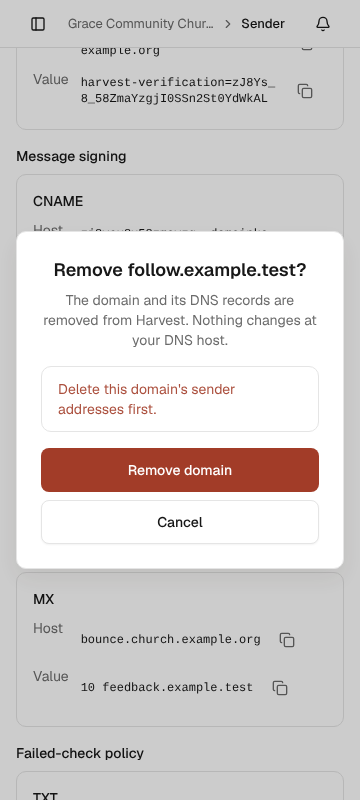 Grace Community Chur... > Sender
example.org
Value
harvest-verification=zJ8Ys_
8_58ZmaYzgjI0SSn2St0YdWkAL
Message signing
CNAME
Host
Remove follow.example.test?
The domain and its DNS records are
removed from Harvest. Nothing changes at
your DNS host.
Delete this domain's sender
addresses first.
Remove domain
Cancel
MX
Host
bounce.church.example.org
Value
10 feedback.example.test
Failed-check policy
TXT